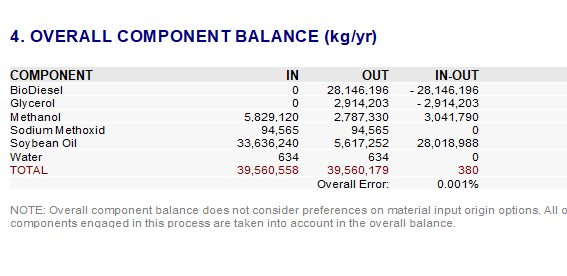 4. OVERALL COMPONENT BALANCE (kg/yr)
COMPONENT IN OUT IN-OUT
BioDiesel 0 28,146,196 - 28,146,196
Glycerol 0 2,914,203 - 2,914,203
Methanol 5,829,120 2,787,330 3,041,790
Sodium Methoxid 94,565 94,565 0
Soybean Oil 33,636,240 5,617,252 28,018,988
Water 634 634 0
TOTAL 39,560,558 39,560,179 380
Overall Error: 0.001%
NOTE: Overall component balance does not consider preferences on material input origin options. All
components engaged in this process are taken into account in the overall balance.